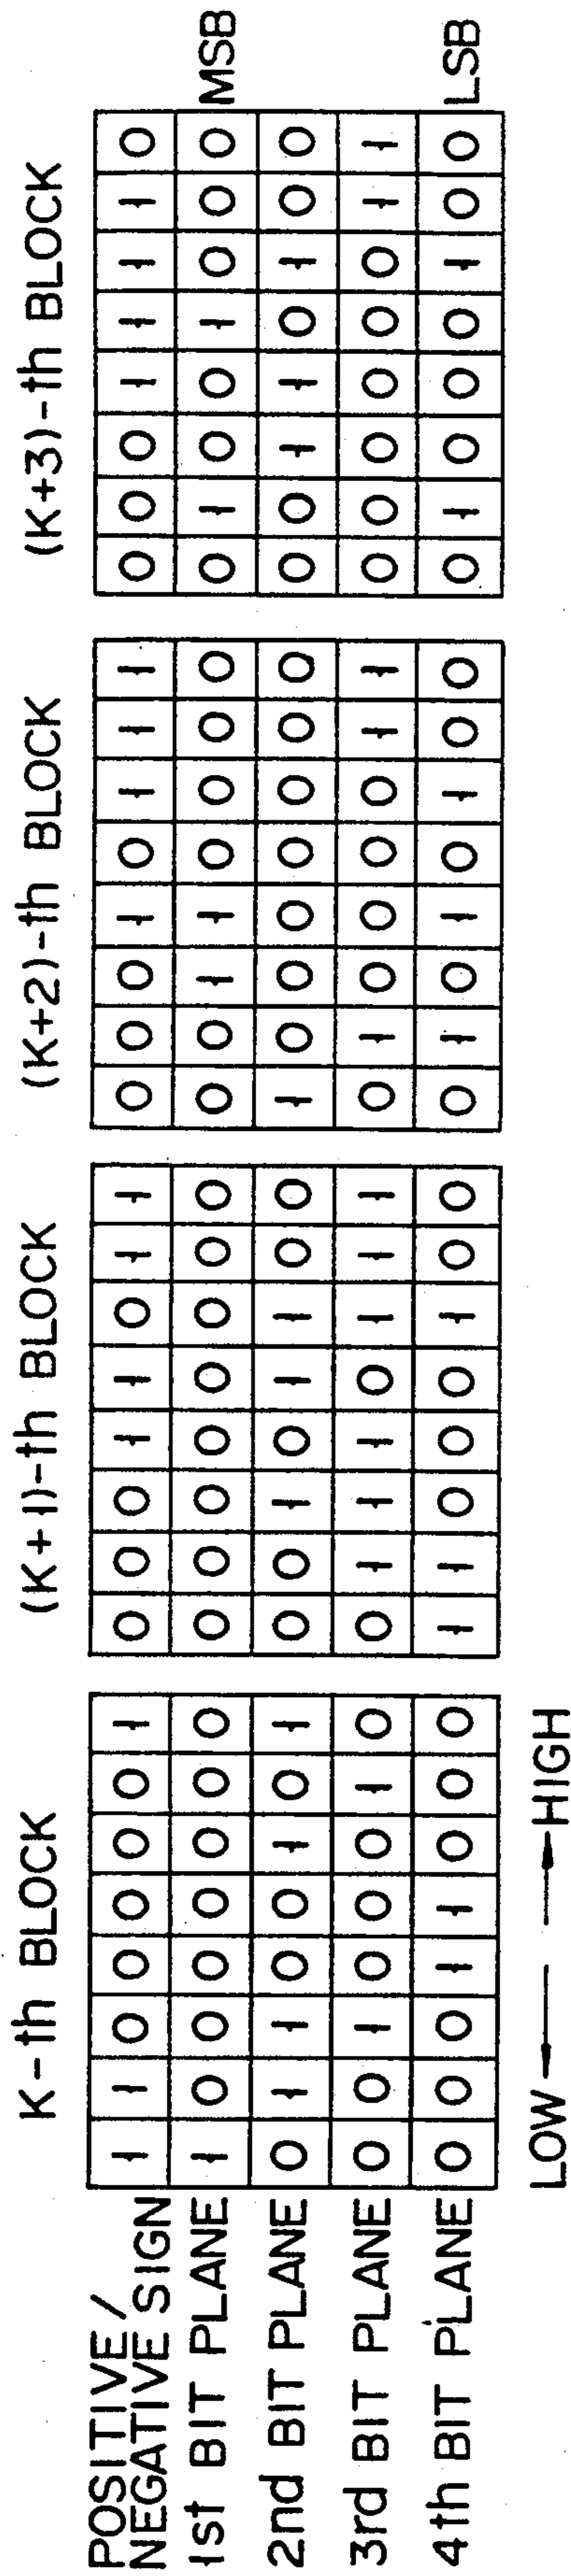 K-th BLOCK (K+1)-th BLOCK (K+2)-th BLOCK (K+3)-th BLOCK
POSITIVE/
NEGATIVE SIGN 1 1 0 0 0 0 0 1 0 0 0 1 1 0 1 1 0 0 0 1 0 1 1 1 0 0 0 1 1 1 1 0
1st BIT PLANE 1 0 0 0 0 0 0 0 0 0 0 0 0 0 0 0 0 0 1 1 0 0 0 0 0 1 0 0 1 0 0 0 MSB
2nd BIT PLANE 0 1 1 0 0 1 0 1 0 0 1 0 1 1 0 0 1 0 0 0 0 0 0 0 0 0 1 1 0 1 0 0
3rd BIT PLANE 0 0 1 0 0 0 1 0 0 1 1 1 0 1 1 1 0 1 0 0 0 0 1 1 0 0 0 0 0 0 1 1
4th BIT PLANE 0 0 0 1 1 0 0 0 1 1 0 0 0 1 0 0 0 1 0 1 0 1 0 0 0 1 0 0 0 1 0 0 LSB
LOW HIGH